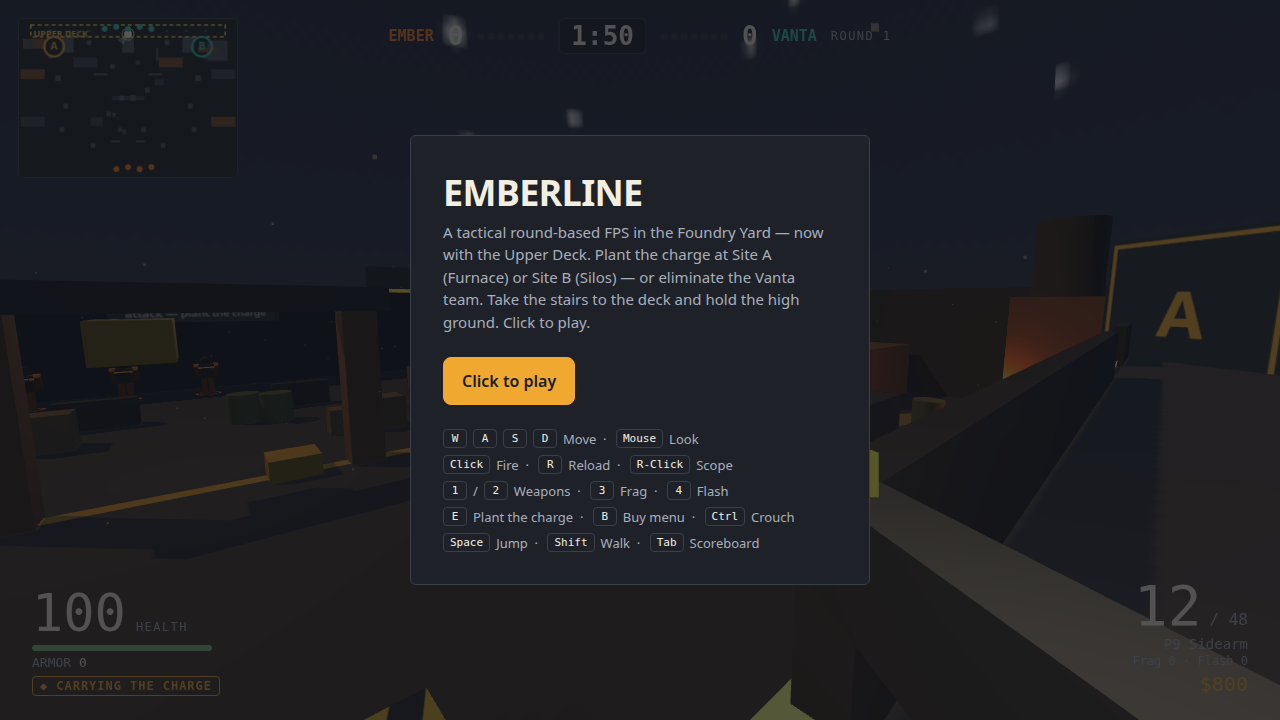 UPPER DECK
A
B
EMBER 0
1:50
0 VANTA ROUND 1
attack — plant the charge
A
EMBERLINE
A tactical round-based FPS in the Foundry Yard — now
with the Upper Deck. Plant the charge at Site A
(Furnace) or Site B (Silos) — or eliminate the Vanta
team. Take the stairs to the deck and hold the high
ground. Click to play.
Click to play
W A S D Move · Mouse Look
Click Fire · R Reload · R-Click Scope
1 / 2 Weapons · 3 Frag · 4 Flash
E Plant the charge · B Buy menu · Ctrl Crouch
Space Jump · Shift Walk · Tab Scoreboard
100 HEALTH
ARMOR 0
◆ CARRYING THE CHARGE
12 / 48
P9 Sidearm
Frag 0 · Flash 0
$800